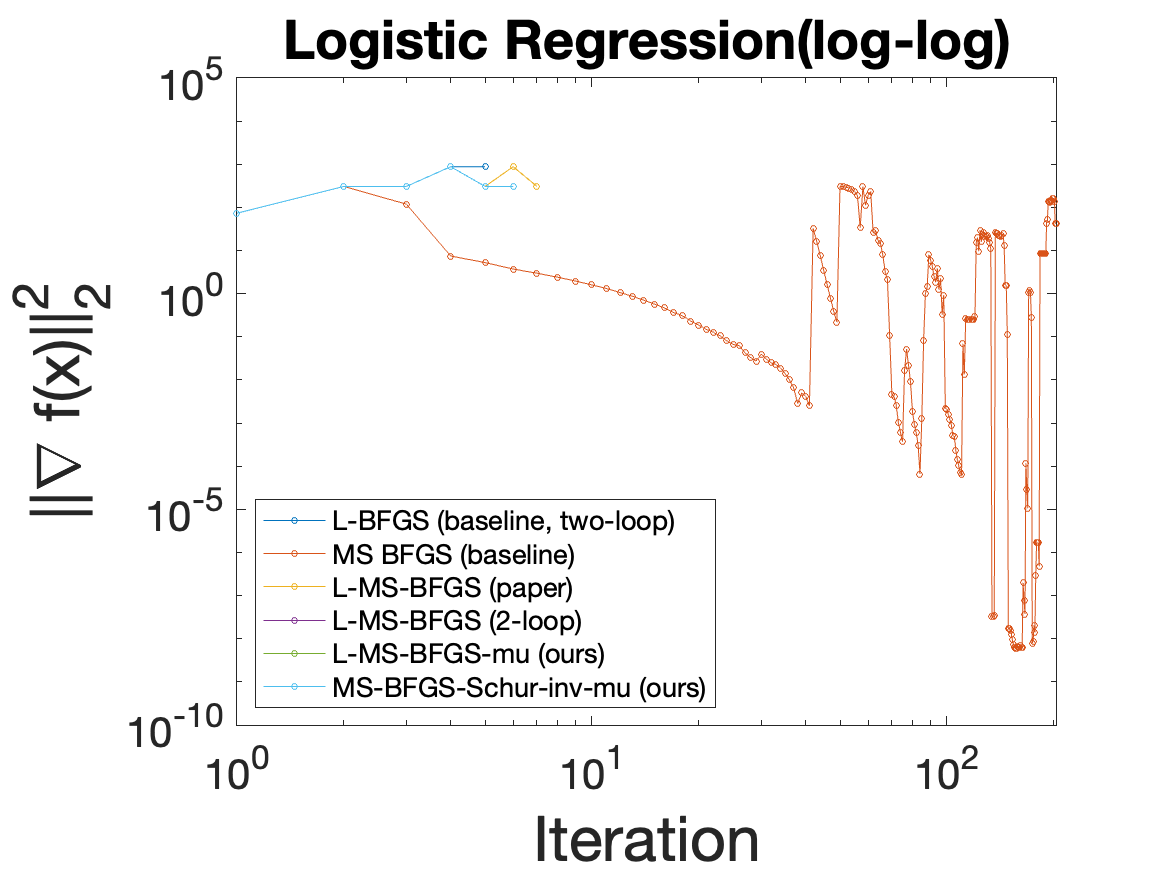 Logistic Regression(log-log)
10^5
10^0
10^-5
10^-10
||∇ f(x)||_2^2
L-BFGS (baseline, two-loop)
MS BFGS (baseline)
L-MS-BFGS (paper)
L-MS-BFGS (2-loop)
L-MS-BFGS-mu (ours)
MS-BFGS-Schur-inv-mu (ours)
10^0 10^1 10^2
Iteration